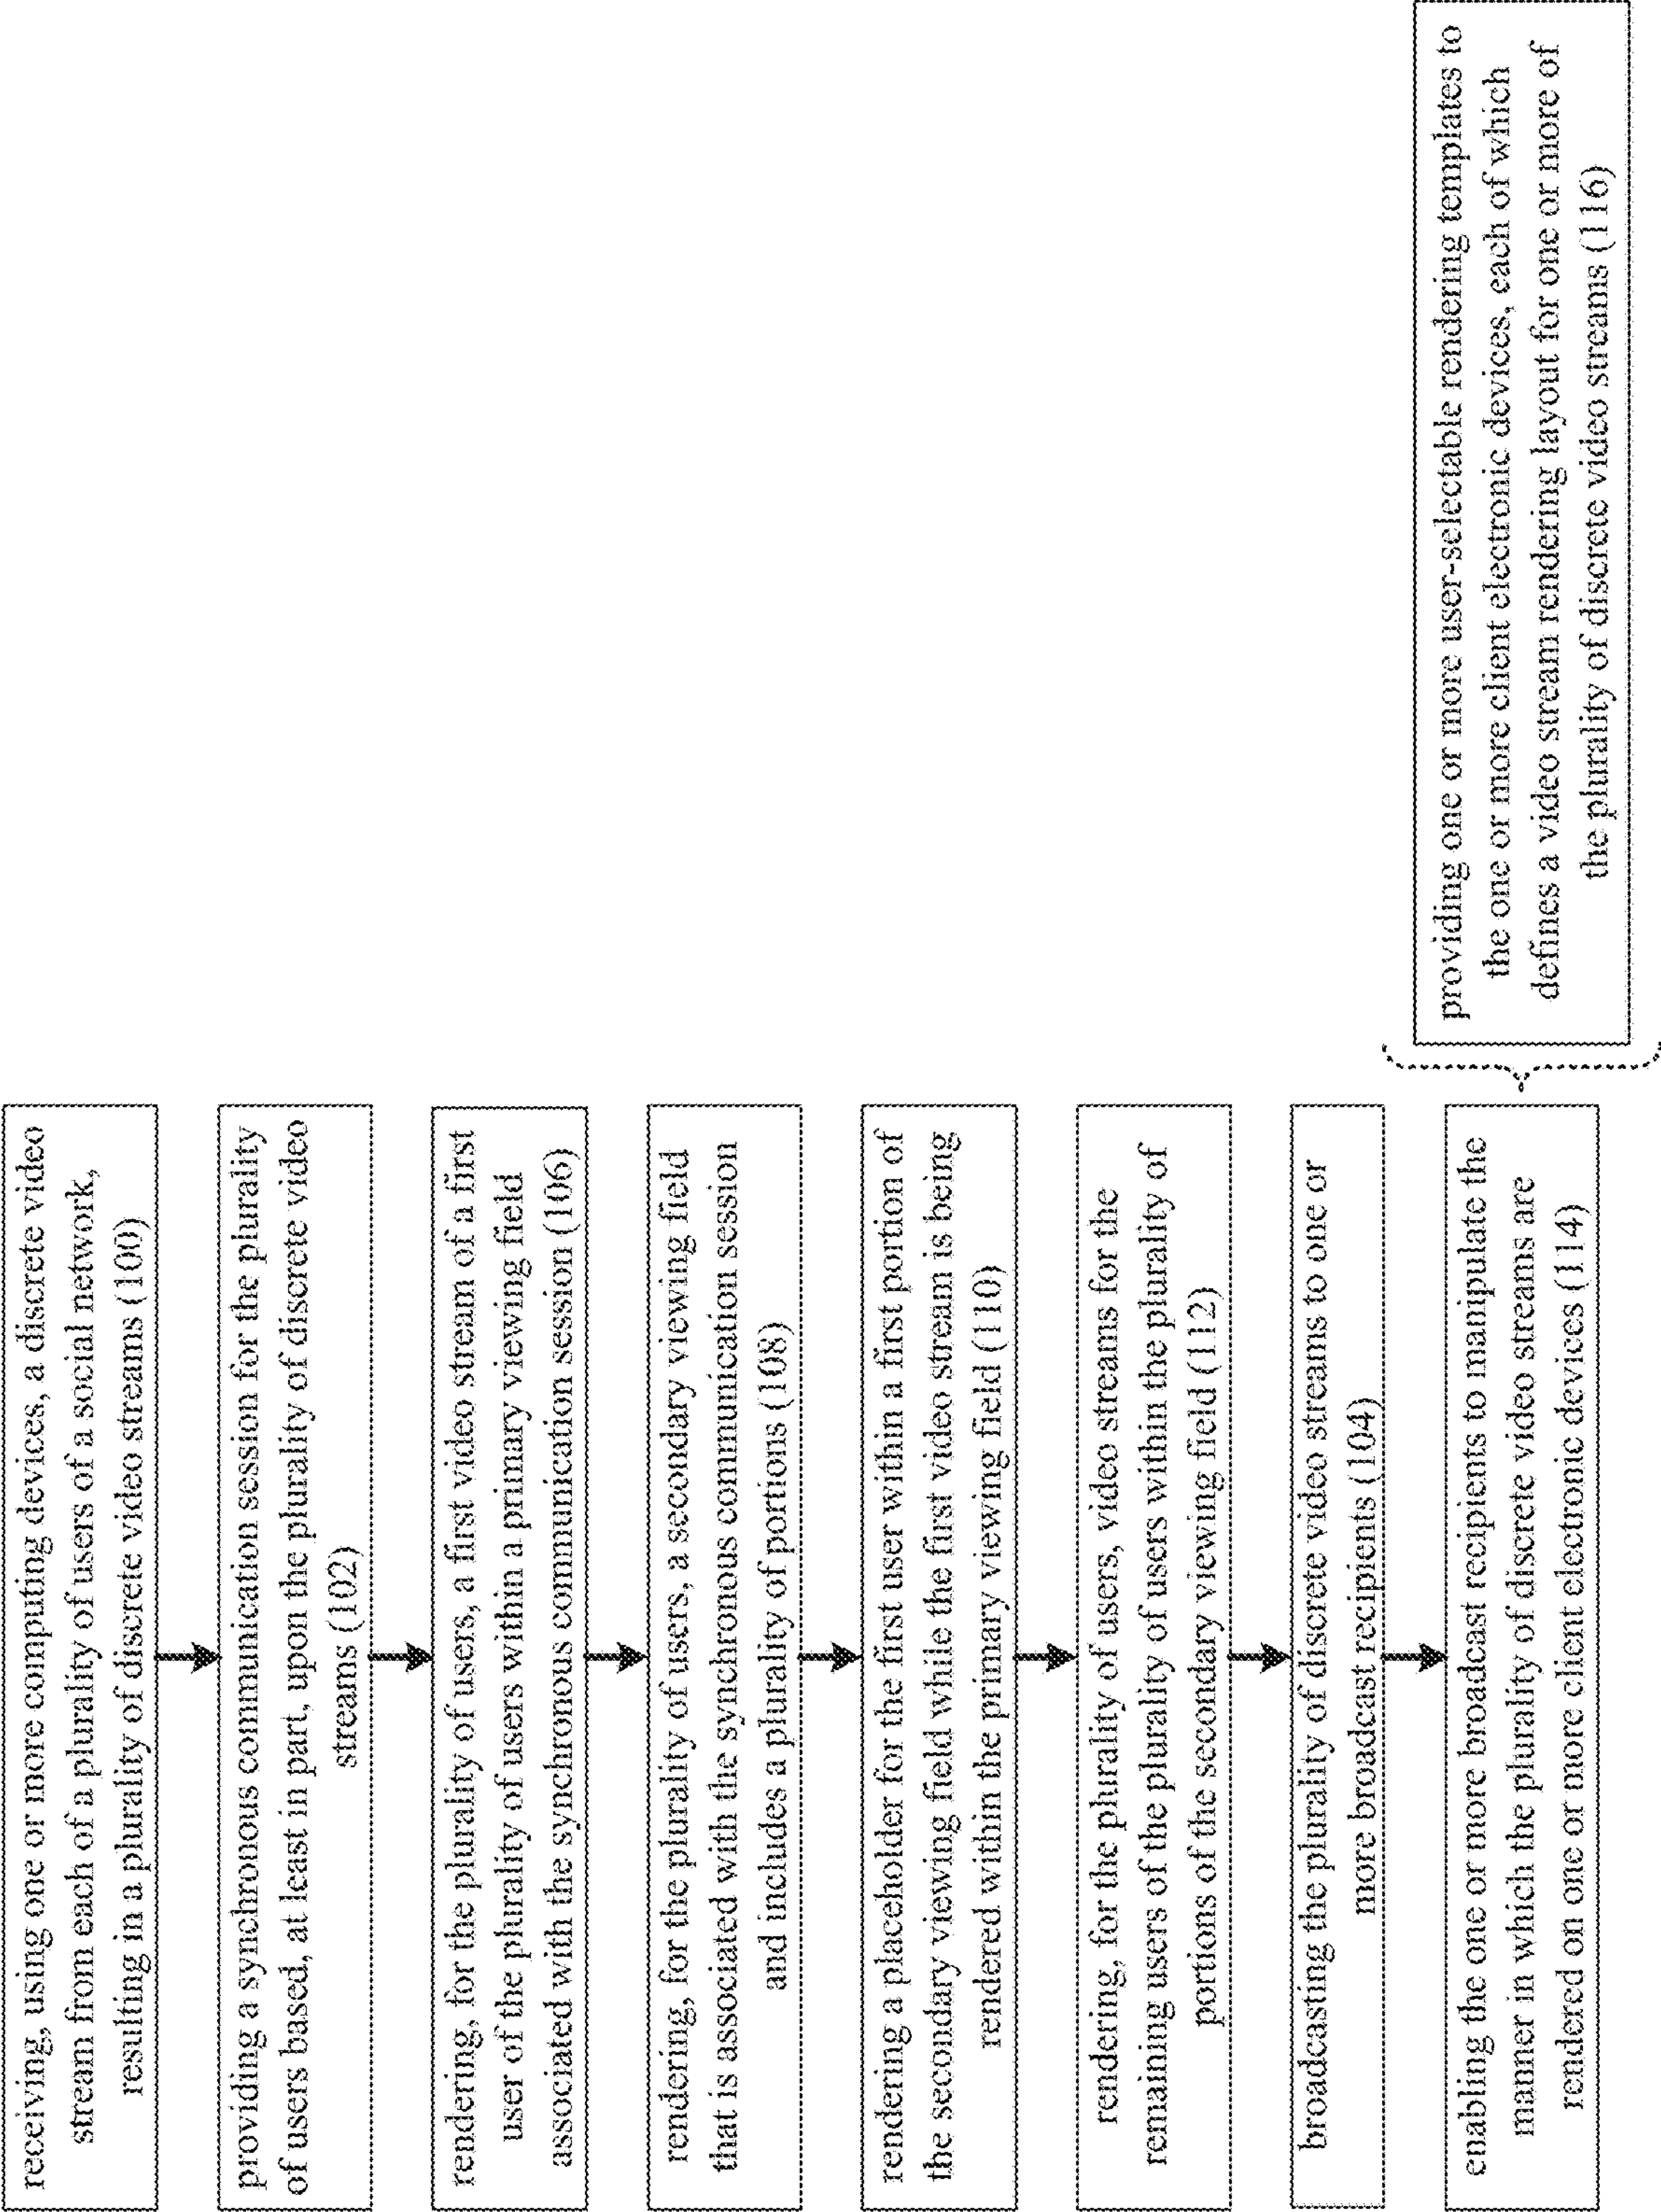 receiving, using one or more computing devices, a discrete video
stream from each of a plurality of users of a social network,
resulting in a plurality of discrete video streams (100)
providing a synchronous communication session for the plurality
of users based, at least in part, upon the plurality of discrete video
streams (102)
rendering, for the plurality of users, a first video stream of a first
user of the plurality of users within a primary viewing field
associated with the synchronous communication session (106)
rendering, for the plurality of users, a secondary viewing field
that is associated with the synchronous communication session
and includes a plurality of portions (108)
rendering a placeholder for the first user within a first portion of
the secondary viewing field while the first video stream is being
rendered within the primary viewing field (110)
rendering, for the plurality of users, video streams for the
remaining users of the plurality of users within the plurality of
portions of the secondary viewing field (112)
broadcasting the plurality of discrete video streams to one or
more broadcast recipients (104)
enabling the one or more broadcast recipients to manipulate the
manner in which the plurality of discrete video streams are
rendered on one or more client electronic devices (114)
providing one or more user-selectable rendering templates to
the one or more client electronic devices, each of which
defines a video stream rendering layout for one or more of
the plurality of discrete video streams (116)